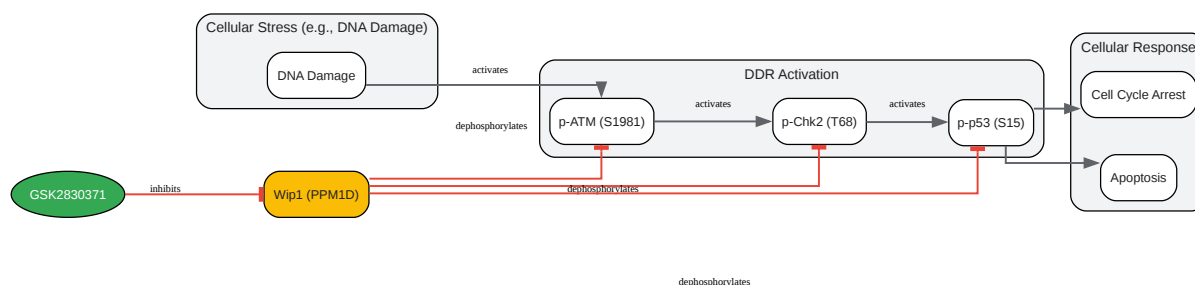 Cellular Stress (e.g., DNA Damage)
DNA Damage
activates
DDR Activation
p-ATM (S1981)
activates
p-Chk2 (T68)
activates
p-p53 (S15)
Cellular Response
Cell Cycle Arrest
Apoptosis
dephosphorylates
GSK2830371
inhibits
Wip1 (PPM1D)
dephosphorylates
dephosphorylates